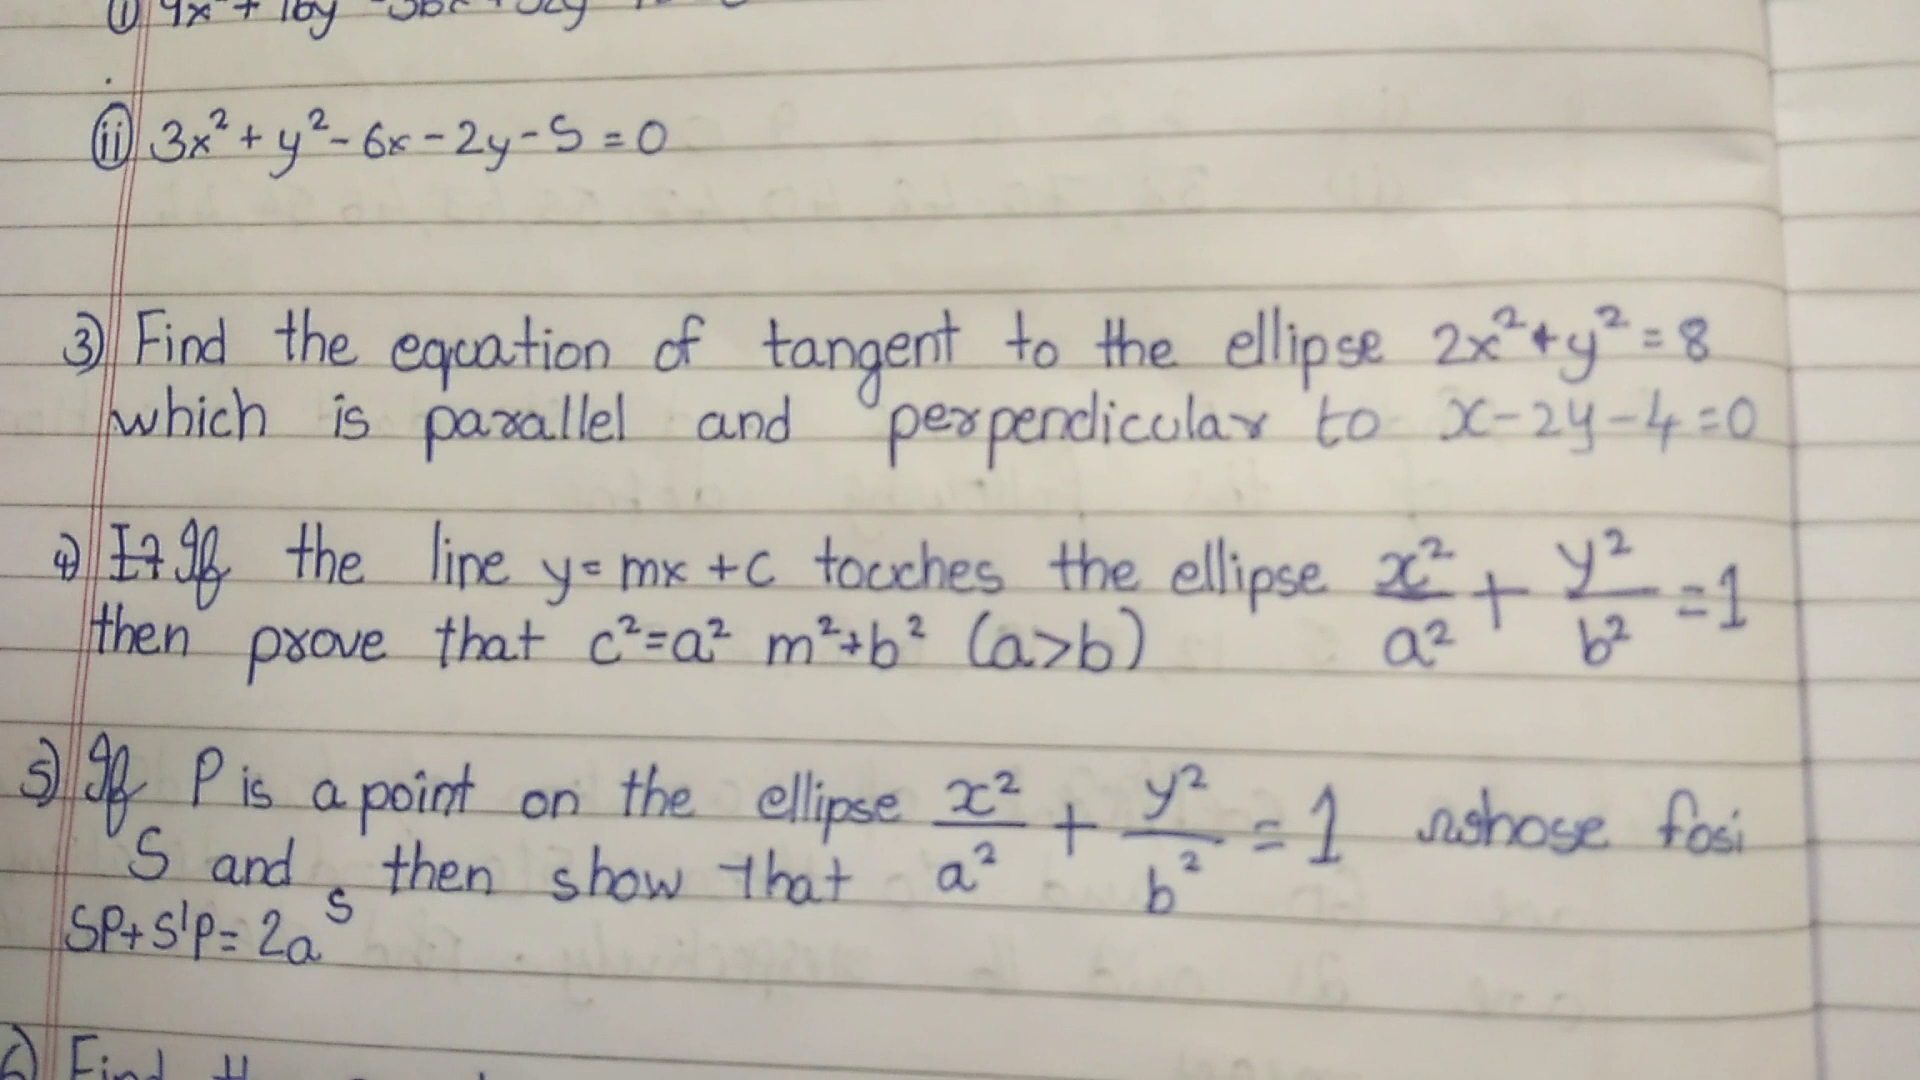 (ii) 3x² + y² - 6x - 2y - 5 = 0
3) Find the equation of tangent to the ellipse 2x² + y² = 8
which is parallel and perpendicular to x - 2y - 4 = 0
4) If the line y = mx + c touches the ellipse x²/a² + y²/b² = 1
then prove that c² = a² m² + b² (a > b)
5) If P is a point on the ellipse x²/a² + y²/b² = 1 whose fosi
S and s then show that
SP + S'P = 2a
6) Find